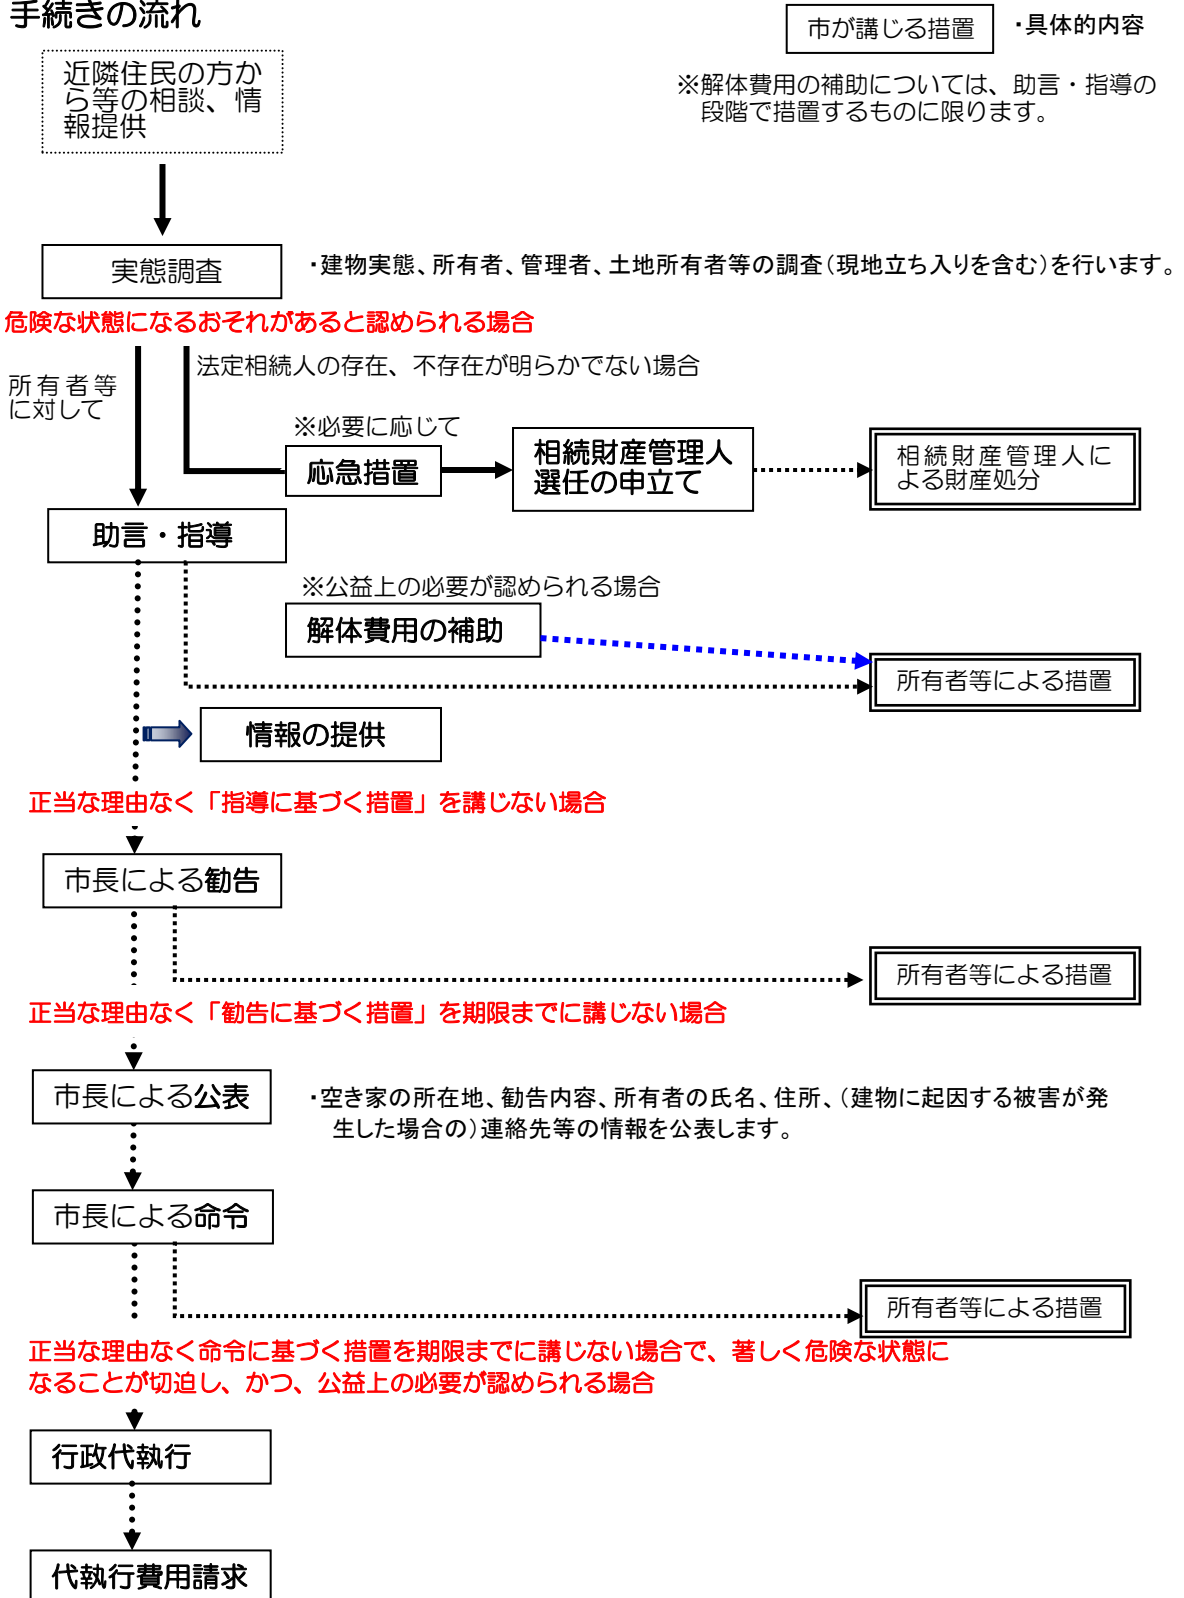 手続きの流れ
市が講じる措置
・具体的内容
※解体費用の補助については、助言・指導の
段階で措置するものに限ります。
近隣住民の方か
ら等の相談、情
報提供
実態調査
・建物実態、所有者、管理者、土地所有者等の調査（現地立ち入りを含む）を行います。
危険な状態になるおそれがあると認められる場合
所有者等
に対して
法定相続人の存在、不存在が明らかでない場合
※必要に応じて
応急措置
相続財産管理人
選任の申立て
相続財産管理人に
よる財産処分
助言・指導
※公益上の必要が認められる場合
解体費用の補助
所有者等による措置
情報の提供
正当な理由なく「指導に基づく措置」を講じない場合
市長による勧告
所有者等による措置
正当な理由なく「勧告に基づく措置」を期限までに講じない場合
市長による公表
・空き家の所在地、勧告内容、所有者の氏名、住所、（建物に起因する被害が発
生した場合の）連絡先等の情報を公表します。
市長による命令
所有者等による措置
正当な理由なく命令に基づく措置を期限までに講じない場合で、著しく危険な状態に
なることが切迫し、かつ、公益上の必要が認められる場合
行政代執行
代執行費用請求